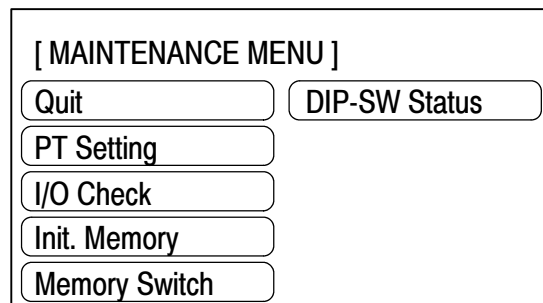 [ MAINTENANCE MENU ]
Quit
DIP-SW Status
PT Setting
I/O Check
Init. Memory
Memory Switch